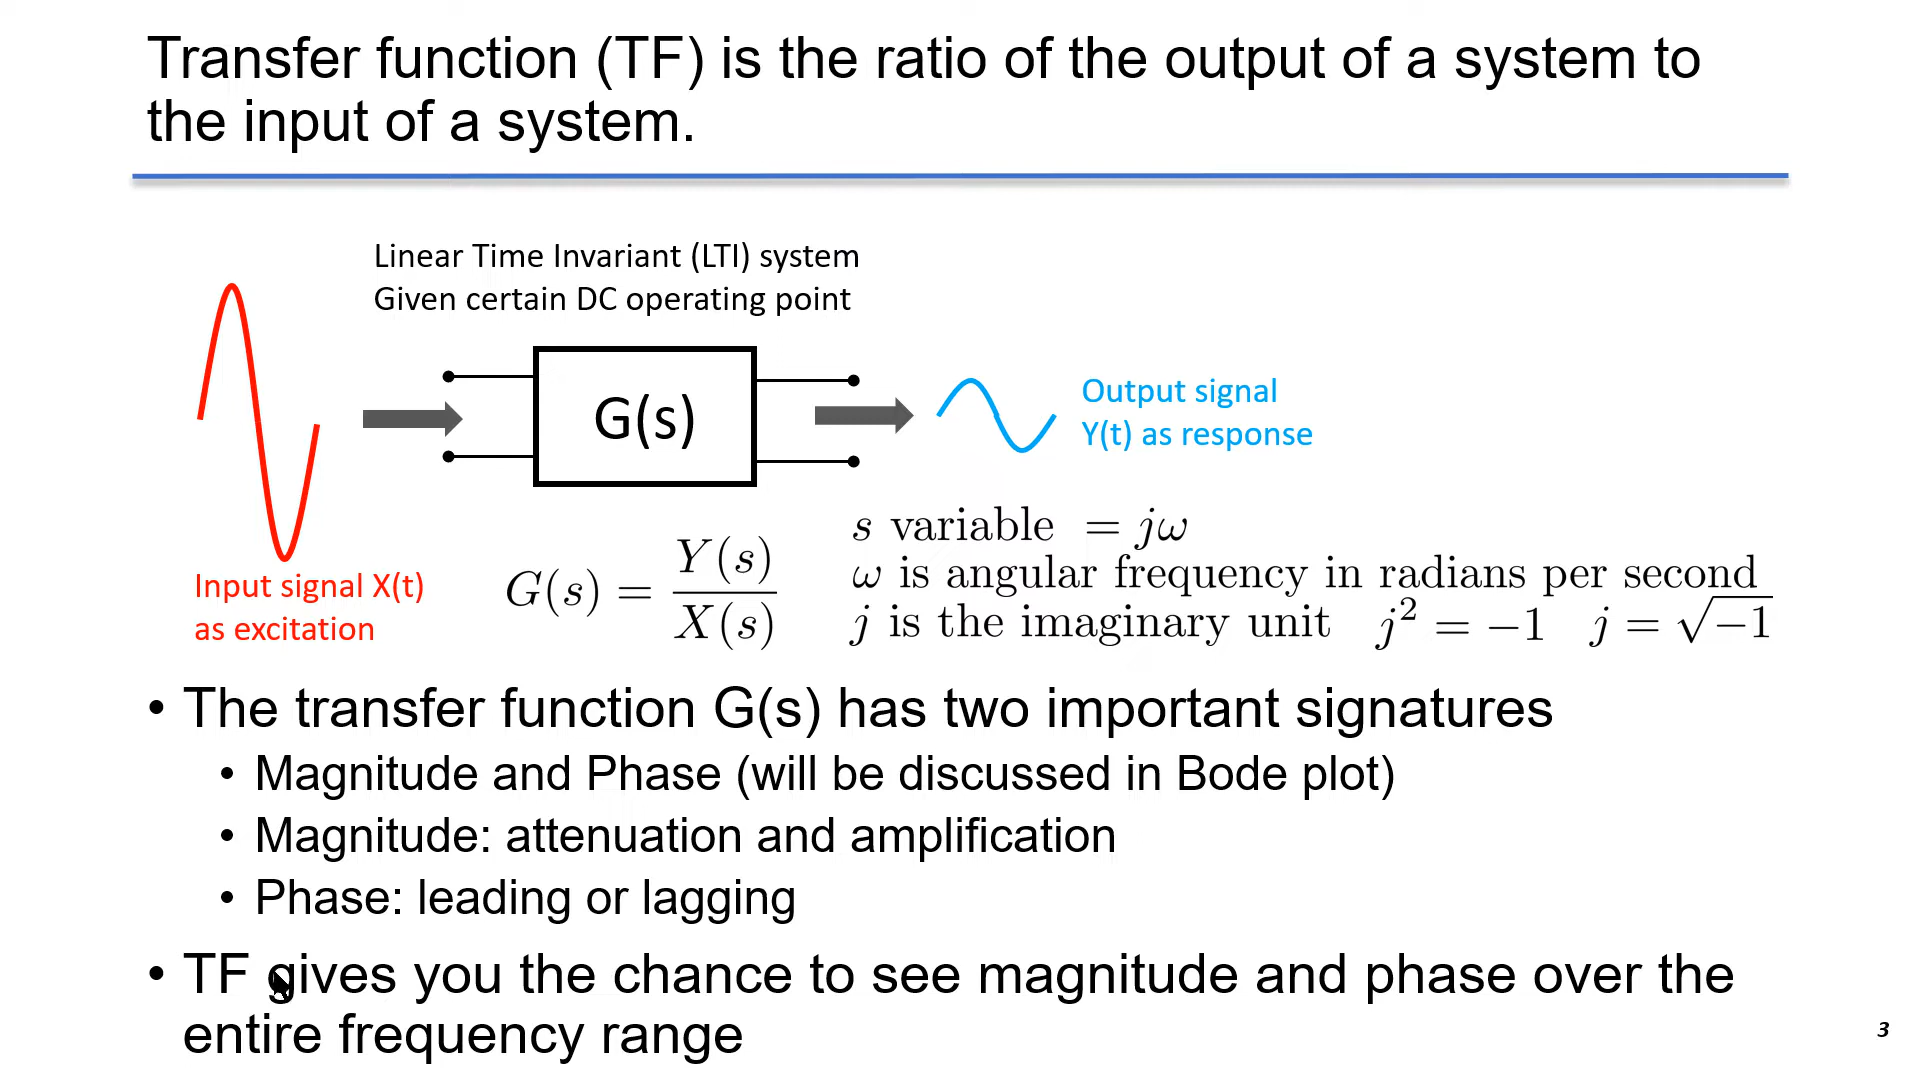 Transfer function (TF) is the ratio of the output of a system to
the input of a system.
Linear Time Invariant (LTI) system
Given certain DC operating point
G(s)
Output signal
Y(t) as response
Input signal X(t)
as excitation
G(s) = Y(s) / X(s)
s variable = jω
ω is angular frequency in radians per second
j is the imaginary unit j² = −1 j = √−1
• The transfer function G(s) has two important signatures
• Magnitude and Phase (will be discussed in Bode plot)
• Magnitude: attenuation and amplification
• Phase: leading or lagging
• TF gives you the chance to see magnitude and phase over the
entire frequency range
3